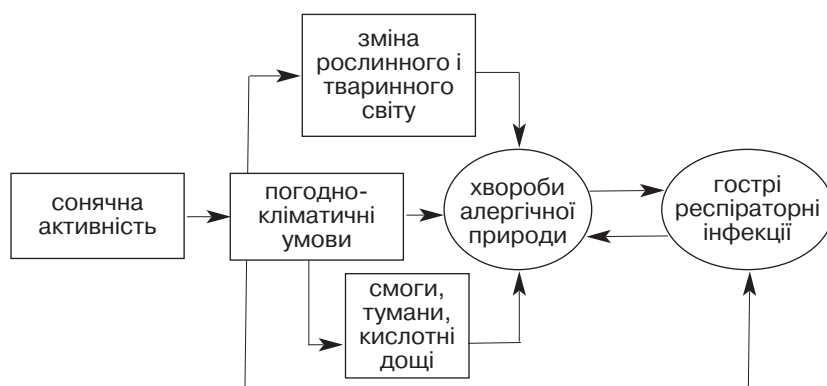 зміна
рослинного і
тваринного
світу
сонячна
активність
погодно-
кліматичні
умови
хвороби
алергічної
природи
гострі
респіраторні
інфекції
смоги,
тумани,
кислотні
дощі